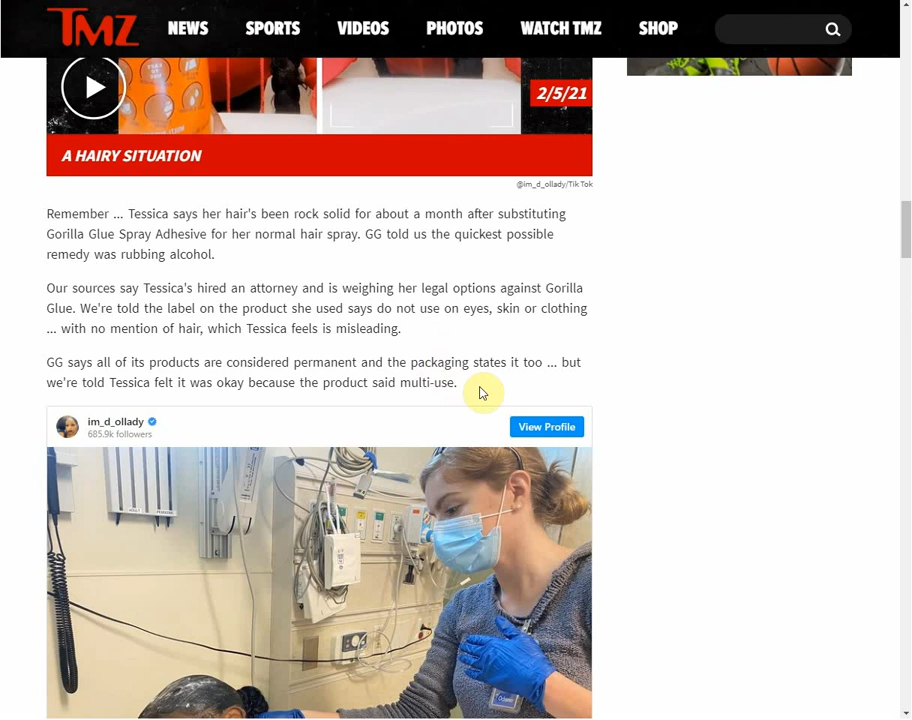 TMZ
NEWS SPORTS VIDEOS PHOTOS WATCH TMZ SHOP
2/5/21
A HAIRY SITUATION
@im_d_ollady/Tik Tok
Remember ... Tessica says her hair's been rock solid for about a month after substituting
Gorilla Glue Spray Adhesive for her normal hair spray. GG told us the quickest possible
remedy was rubbing alcohol.
Our sources say Tessica's hired an attorney and is weighing her legal options against Gorilla
Glue. We're told the label on the product she used says do not use on eyes, skin or clothing
... with no mention of hair, which Tessica feels is misleading.
GG says all of its products are considered permanent and the packaging states it too ... but
we're told Tessica felt it was okay because the product said multi-use.
im_d_ollady
685.9k followers
View Profile